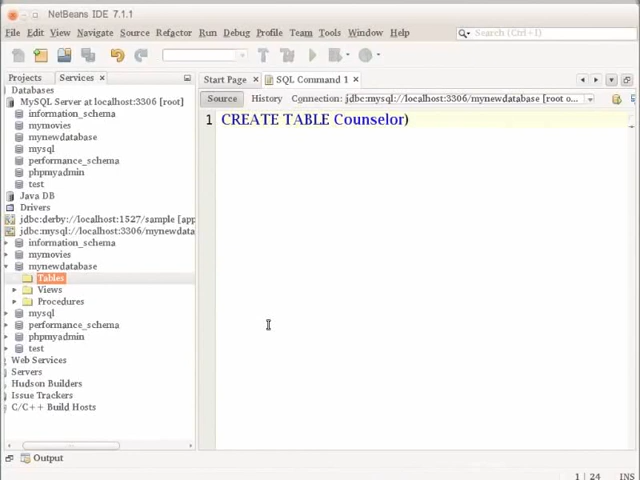 NetBeans IDE 7.1.1
File Edit View Navigate Source Refactor Run Debug Profile Team Tools Window Help
Search (Ctrl+I)
Projects Services
Start Page SQL Command 1
Databases
MySQL Server at localhost:3306 [root]
information_schema
mymovies
mynewdatabase
mysql
performance_schema
phpmyadmin
test
Java DB
Drivers
jdbc:derby://localhost:1527/sample [app
jdbc:mysql://localhost:3306/mynewdata
information_schema
mymovies
mynewdatabase
Tables
Views
Procedures
mysql
performance_schema
phpmyadmin
test
Web Services
Servers
Hudson Builders
Issue Trackers
C/C++ Build Hosts
Source History Connection: jdbc:mysql://localhost:3306/mynewdatabase [root o...
1 CREATE TABLE Counselor)
Output
1 | 24 INS